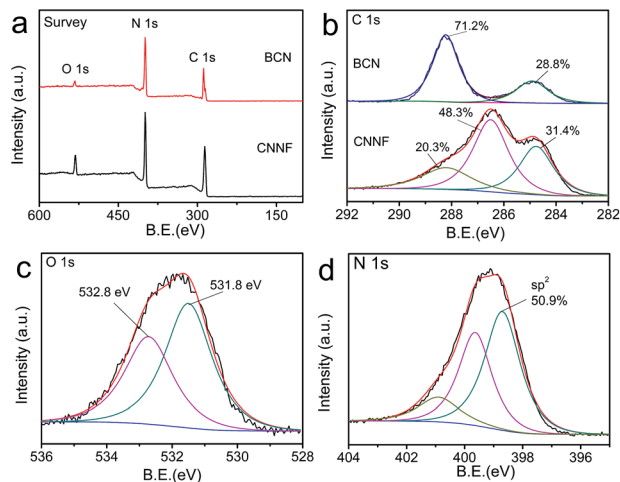 a
Survey
N 1s
O 1s
C 1s
BCN
CNNF
Intensity (a.u.)
600
450
300
B.E.(eV)
b
C 1s
71.2%
BCN
28.8%
48.3%
CNNF
31.4%
20.3%
Intensity (a.u.)
292
290
288
286
284
282
B.E.(eV)
c
O 1s
532.8 eV
531.8 eV
Intensity (a.u.)
536
534
532
530
528
B.E.(eV)
d
N 1s
sp²
50.9%
Intensity (a.u.)
404
402
400
398
396
B.E.(eV)